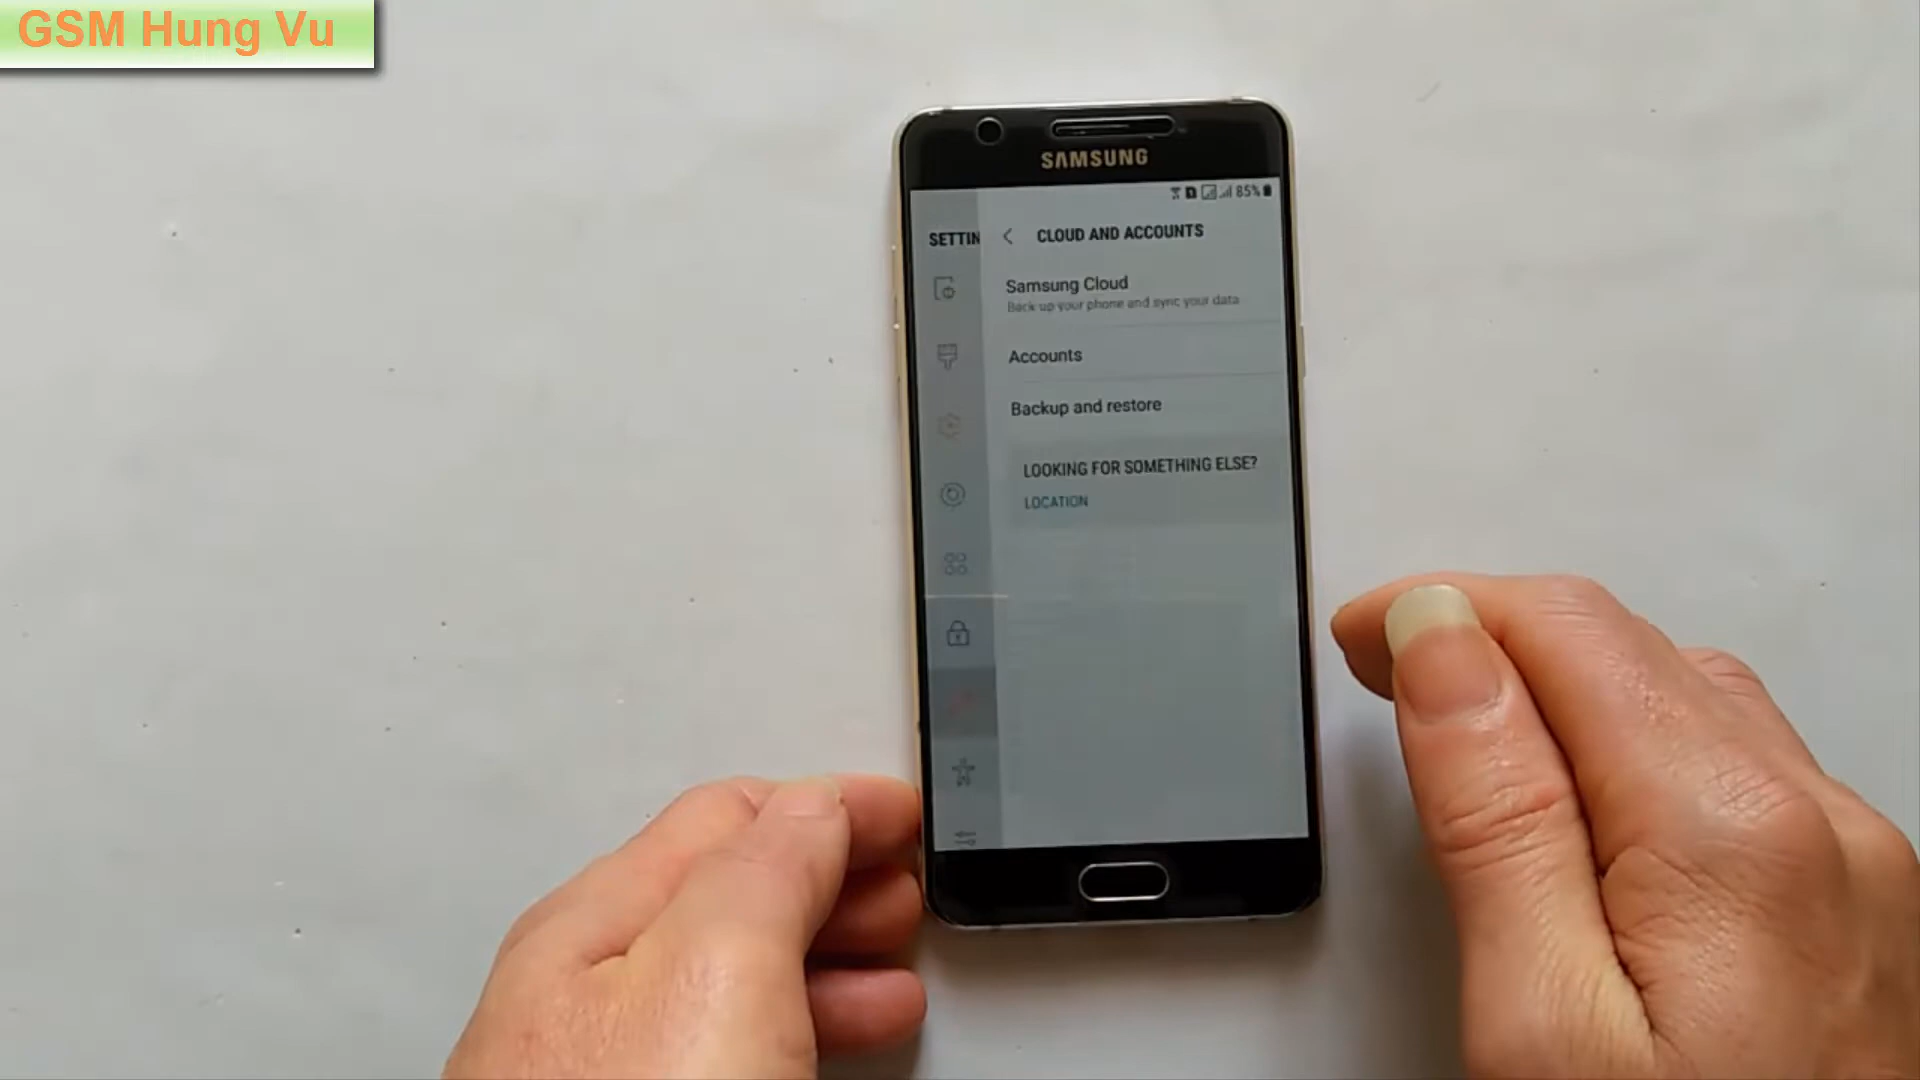 GSM Hung Vu
SAMSUNG
85%
SETTIN
CLOUD AND ACCOUNTS
Samsung Cloud
Back up your phone and sync your data
Accounts
Backup and restore
LOOKING FOR SOMETHING ELSE?
LOCATION